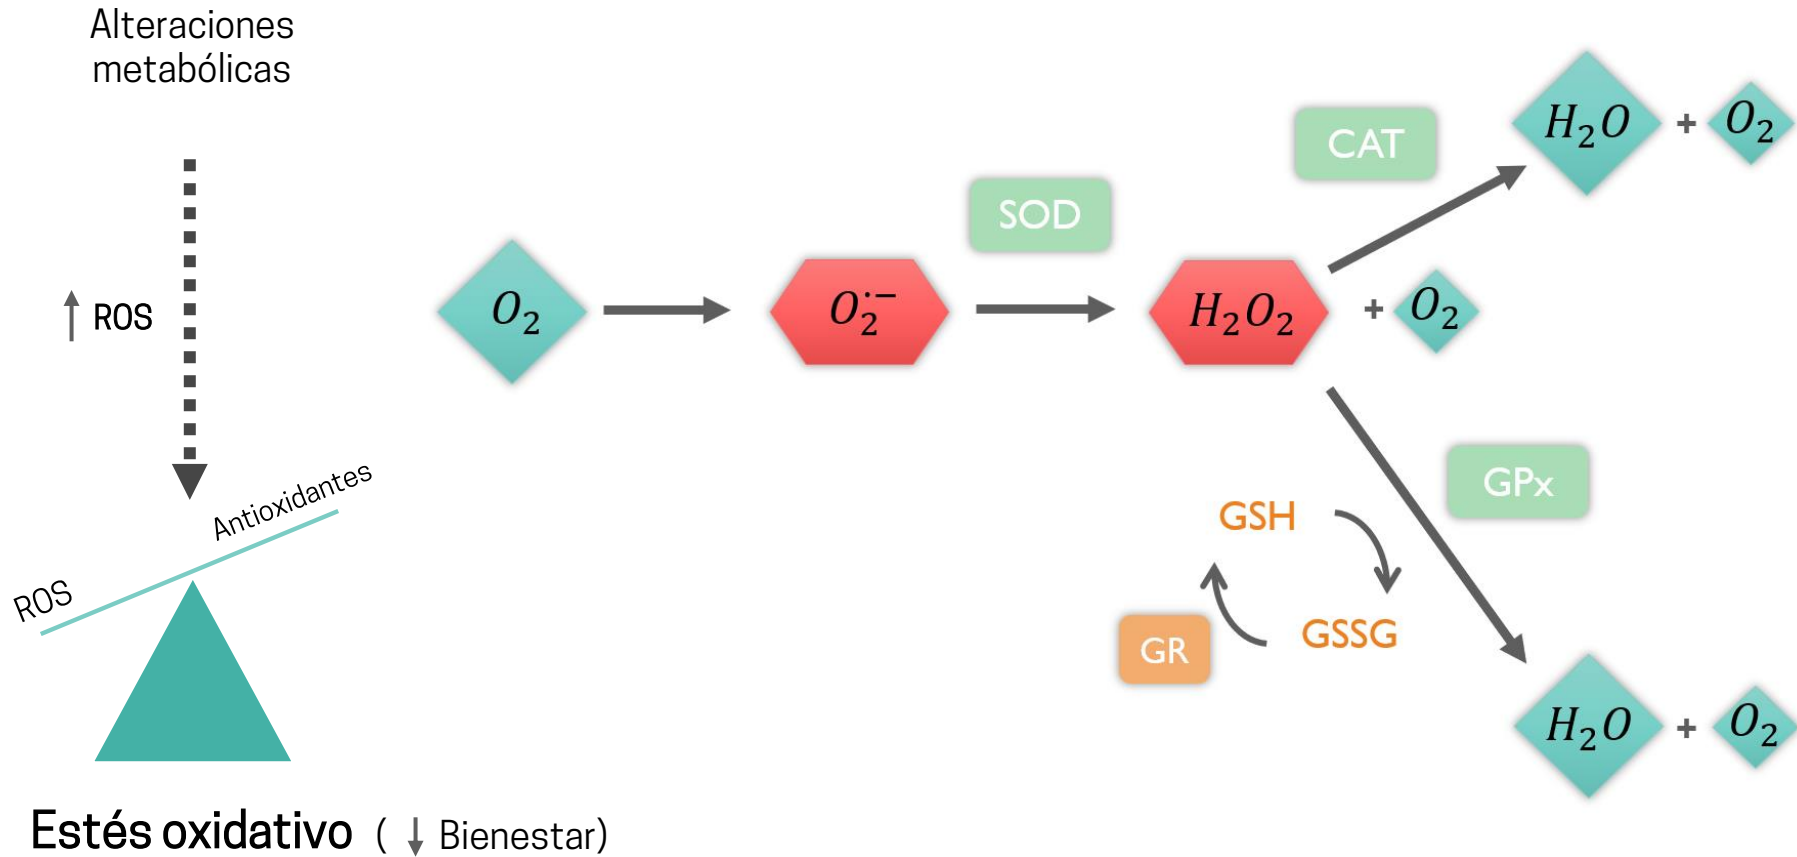 Alteraciones
metabólicas
↑ ROS
ROS
Antioxidantes
Estés oxidativo ( ↓ Bienestar)
O₂
O₂·−
SOD
H₂O₂
+ O₂
CAT
H₂O + O₂
GPx
GSH
GSSG
GR
H₂O + O₂